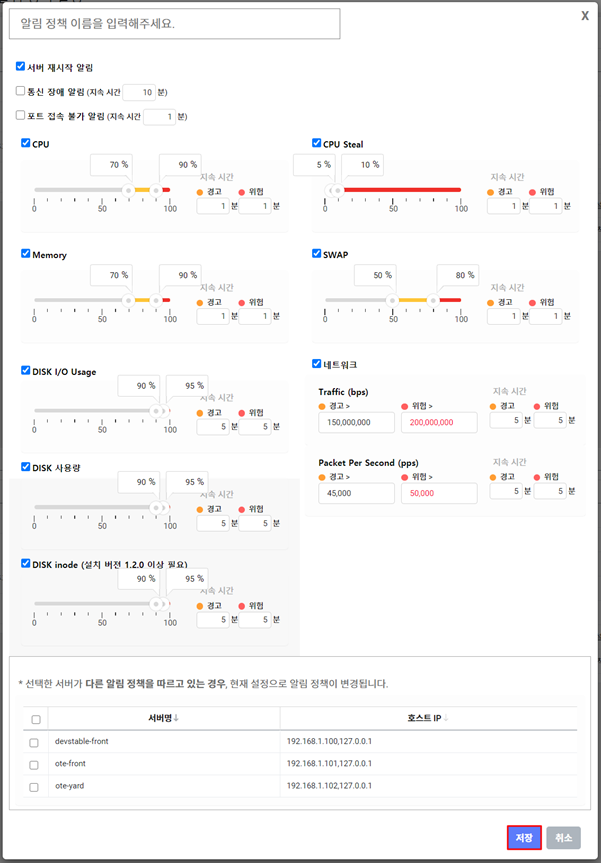 X
알림 정책 이름을 입력해주세요.
서버 재시작 알림
통신 장애 알림 (지속 시간 10 분)
포트 접속 불가 알림 (지속 시간 1 분)
CPU
70 % 90 %
지속 시간
경고 위험
1 분 1 분
0 50 100
CPU Steal
5 % 10 %
지속 시간
경고 위험
1 분 1 분
0 50 100
Memory
70 % 90 %
지속 시간
경고 위험
1 분 1 분
0 50 100
SWAP
50 % 80 %
지속 시간
경고 위험
1 분 1 분
0 50 100
DISK I/O Usage
90 % 95 %
지속 시간
경고 위험
5 분 5 분
0 50 100
네트워크
Traffic (bps) 지속 시간
경고 > 위험 > 경고 위험
150,000,000 200,000,000 5 분 5 분
DISK 사용량
90 % 95 %
지속 시간
경고 위험
5 분 5 분
0 50 100
Packet Per Second (pps) 지속 시간
경고 > 위험 > 경고 위험
45,000 50,000 5 분 5 분
DISK inode (설치 버전 1.2.0 이상 필요)
90 % 95 %
지속 시간
경고 위험
5 분 5 분
0 50 100
* 선택한 서버가 다른 알림 정책을 따르고 있는 경우, 현재 설정으로 알림 정책이 변경됩니다.
서버명↓ 호스트 IP↓
devstable-front 192.168.1.100,127.0.0.1
ote-front 192.168.1.101,127.0.0.1
ote-yard 192.168.1.102,127.0.0.1
저장 취소